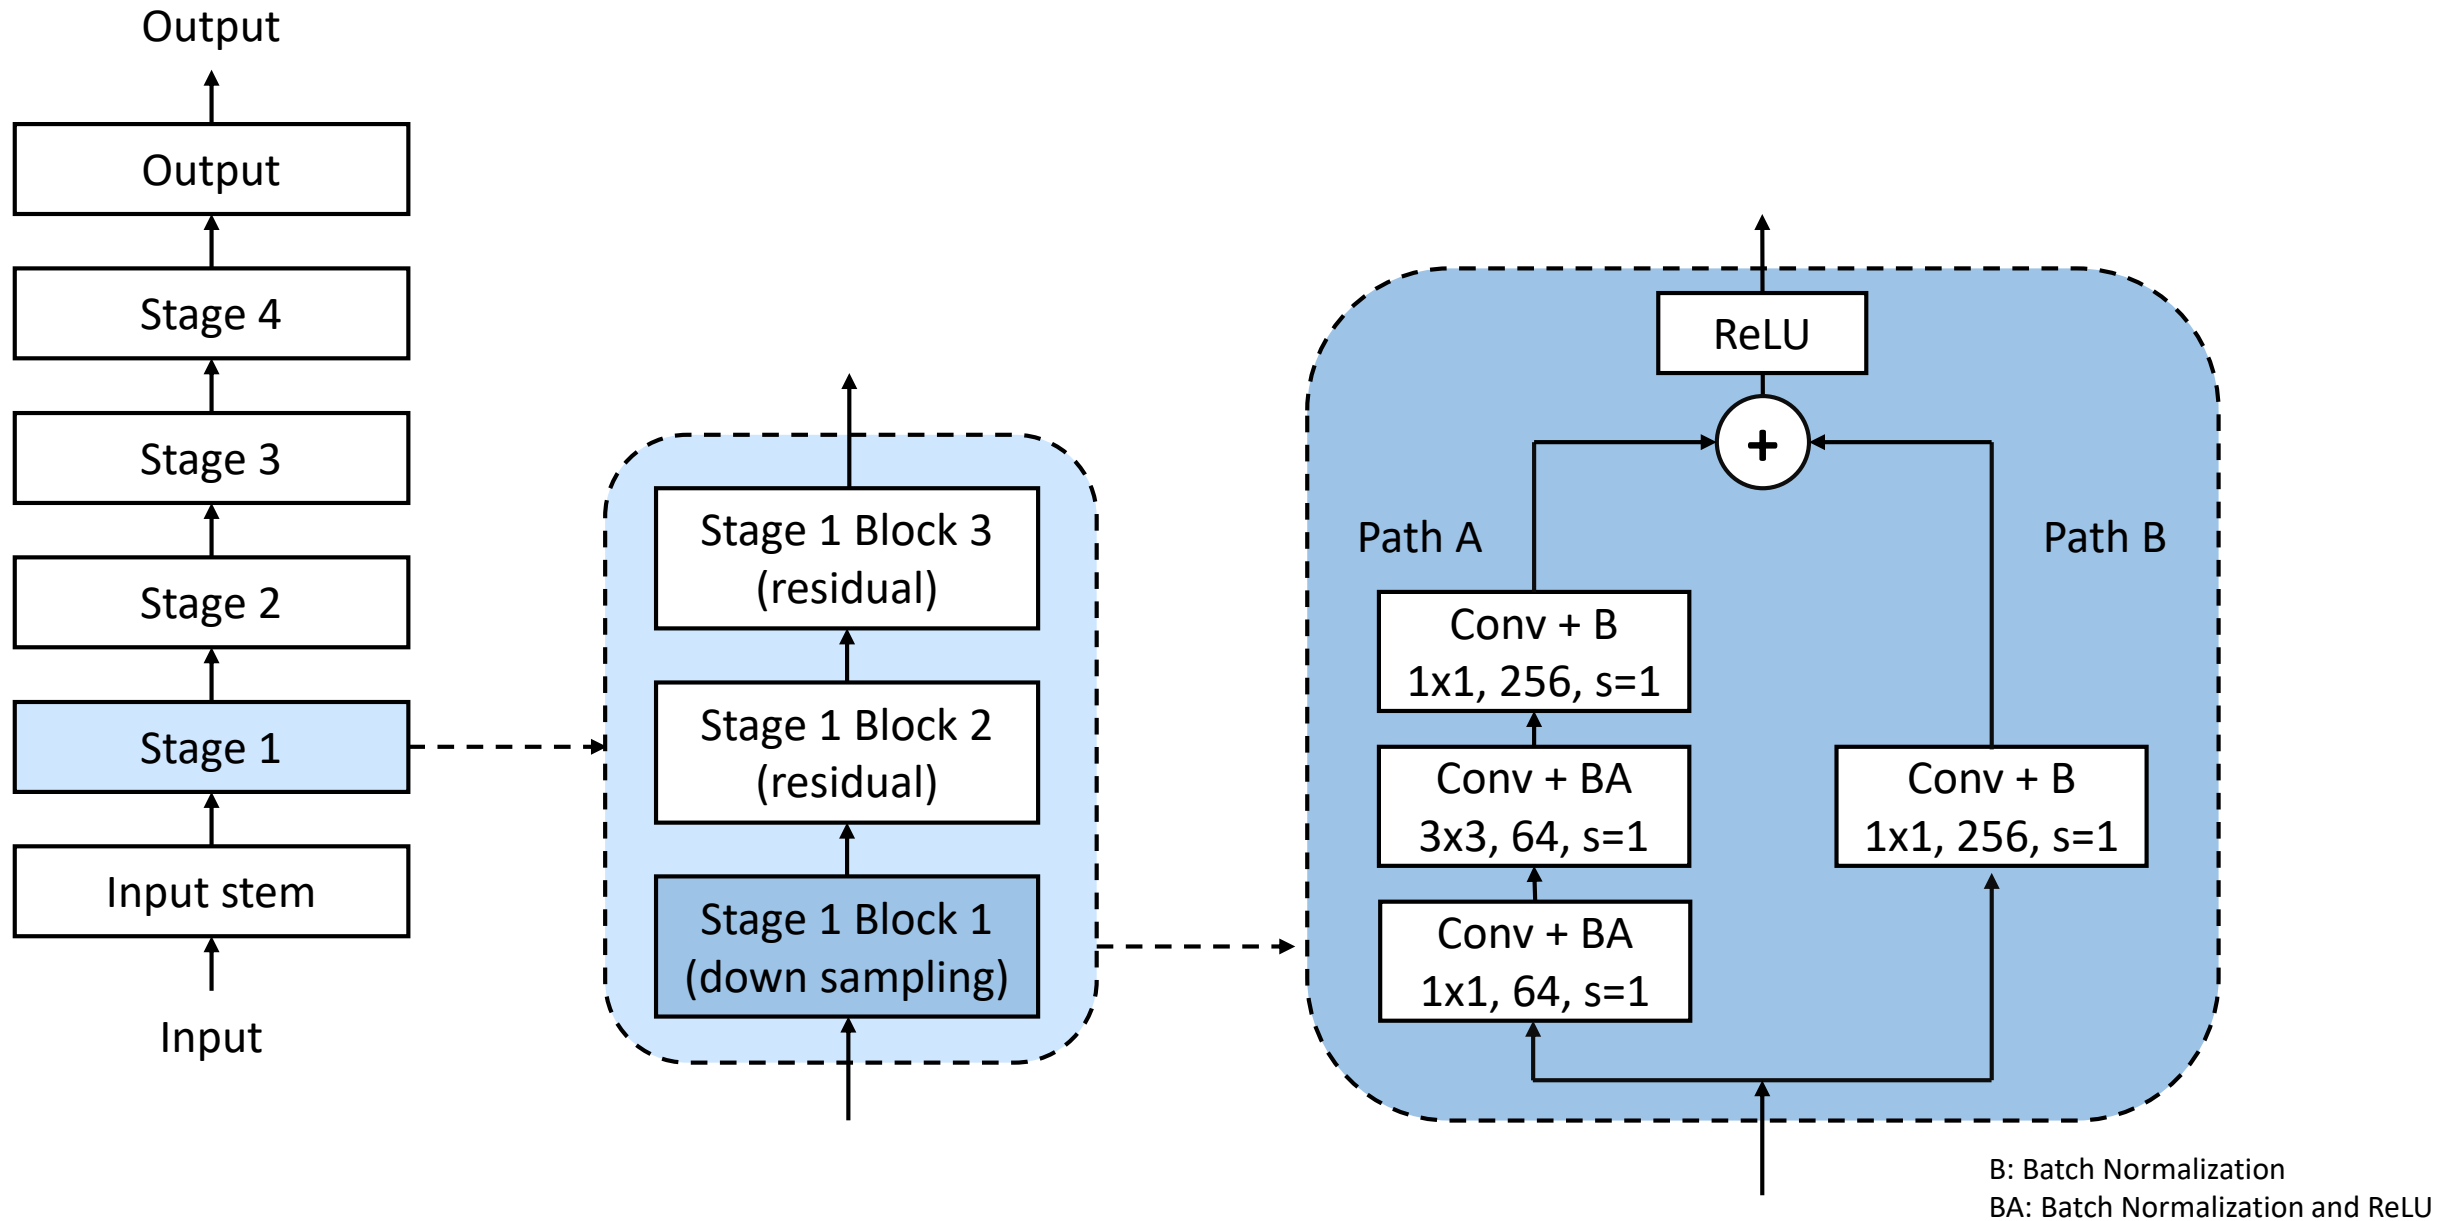 Output
Output
Stage 4
Stage 3
Stage 2
Stage 1
Input stem
Input
Stage 1 Block 3
(residual)
Stage 1 Block 2
(residual)
Stage 1 Block 1
(down sampling)
ReLU
+
Path A
Path B
Conv + B
1x1, 256, s=1
Conv + BA
3x3, 64, s=1
Conv + BA
1x1, 64, s=1
Conv + B
1x1, 256, s=1
B: Batch Normalization
BA: Batch Normalization and ReLU